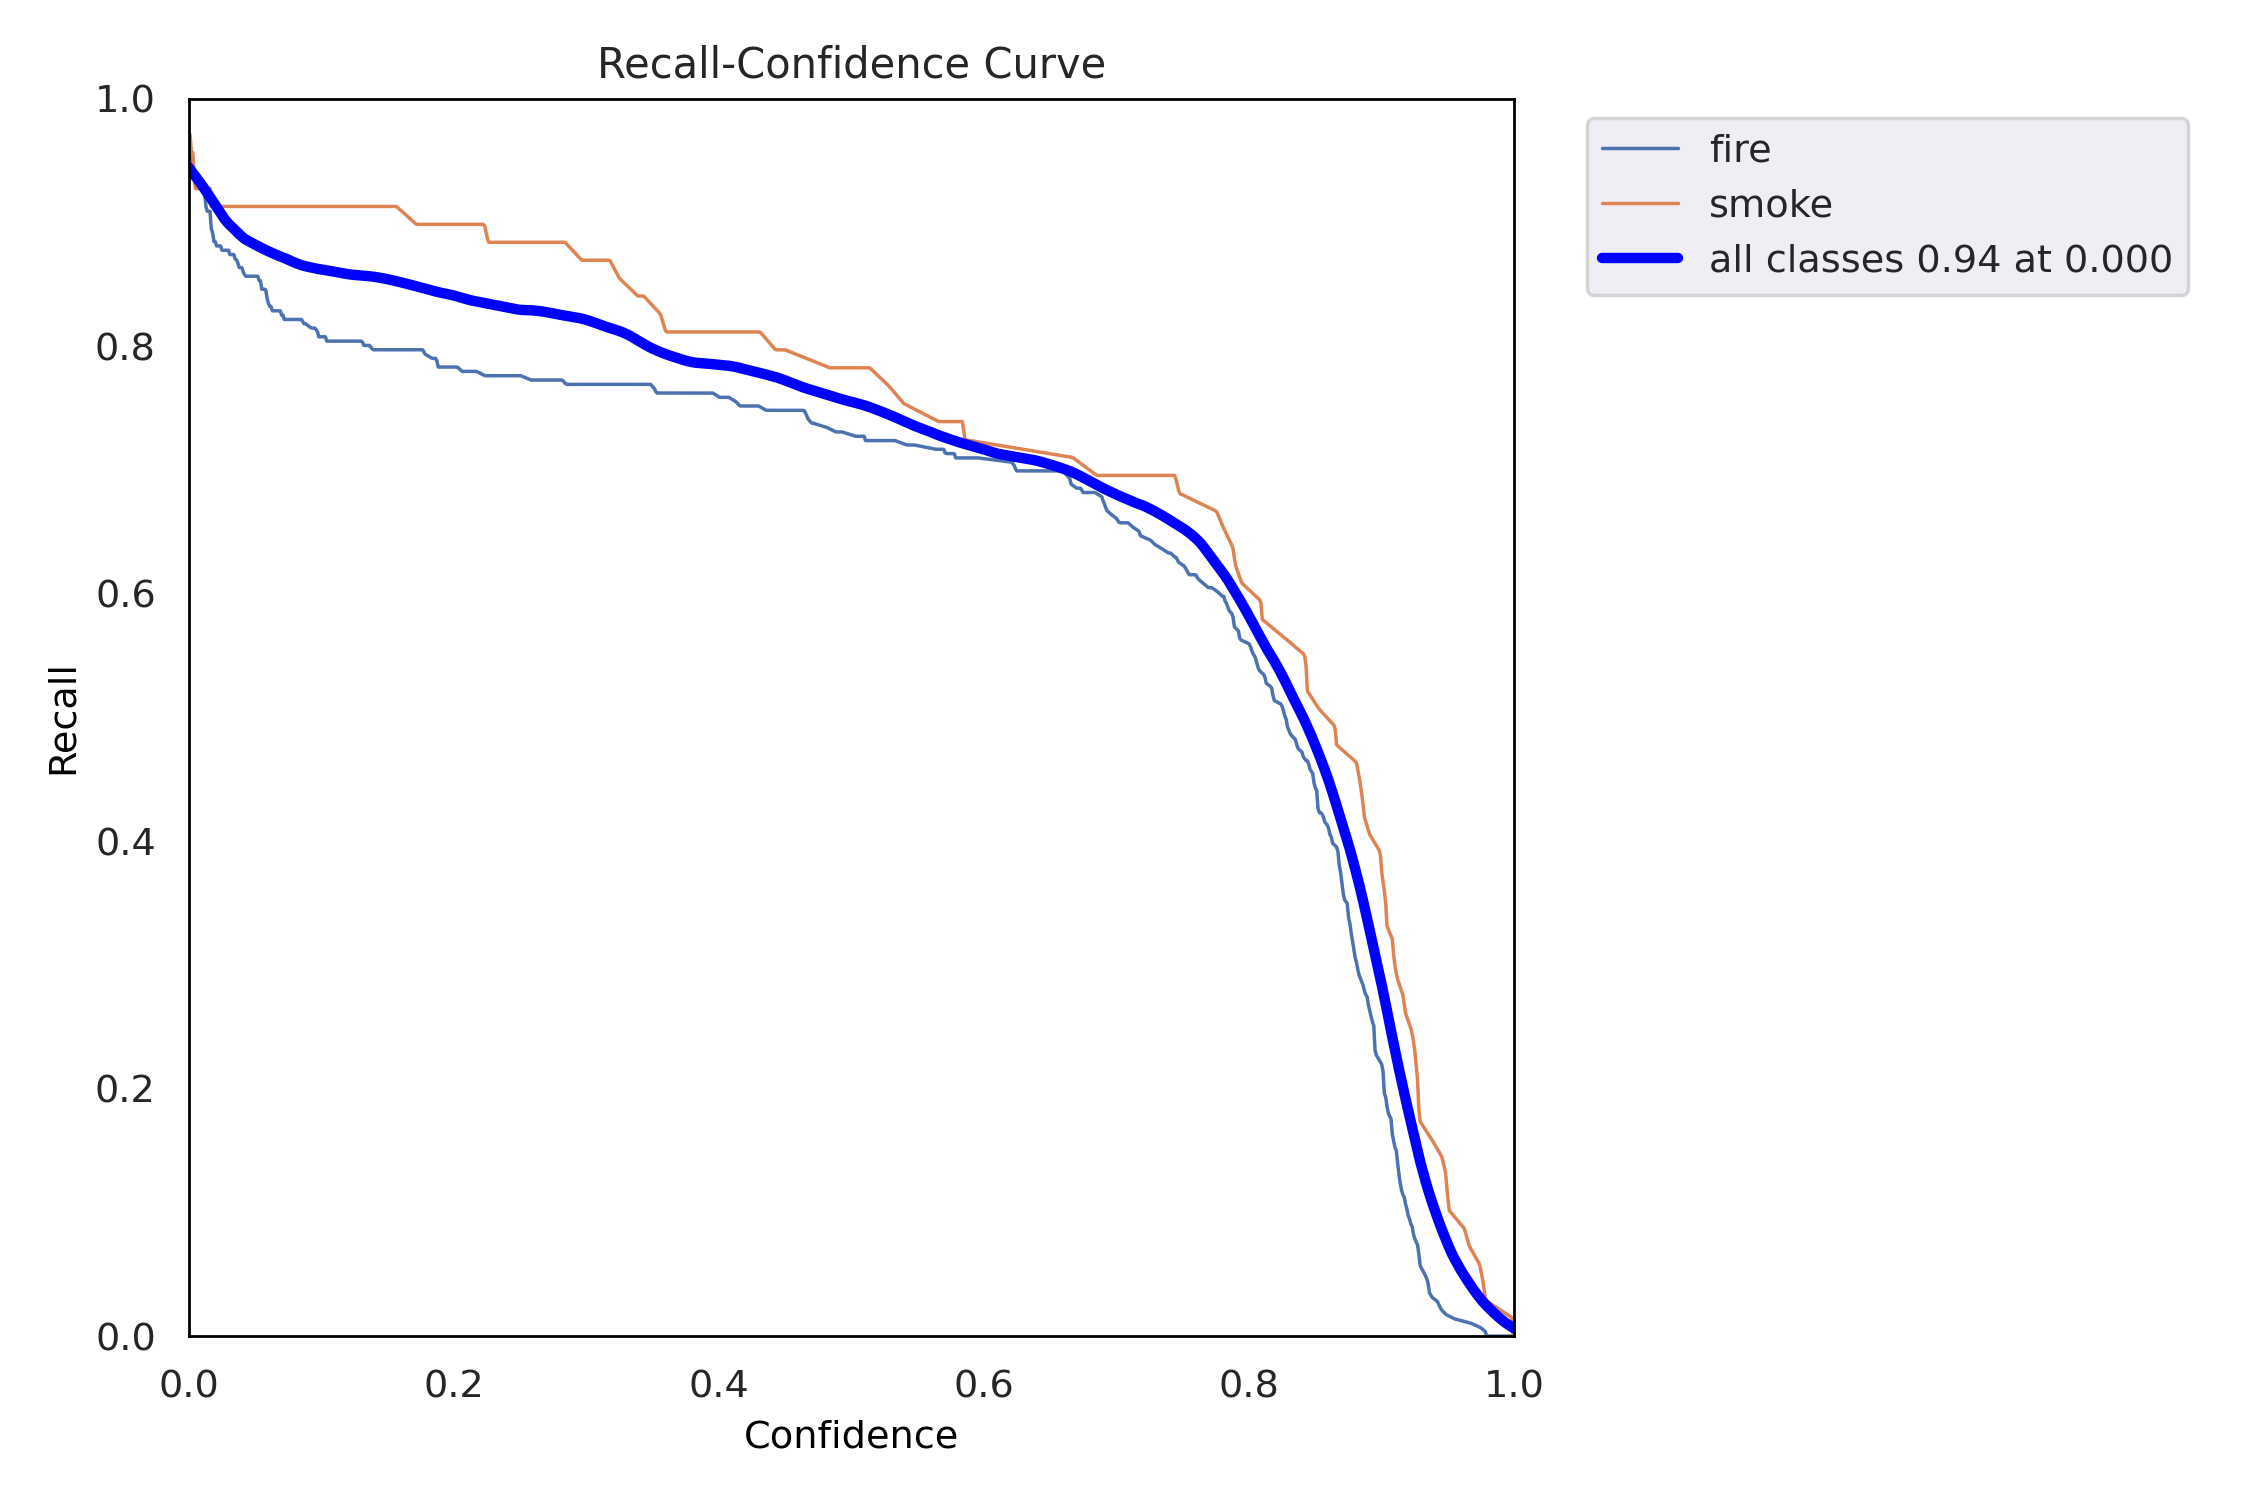 Recall-Confidence Curve
1.0
0.8
0.6
0.4
0.2
0.0
Recall
0.0 0.2 0.4 0.6 0.8 1.0
Confidence
fire
smoke
all classes 0.94 at 0.000